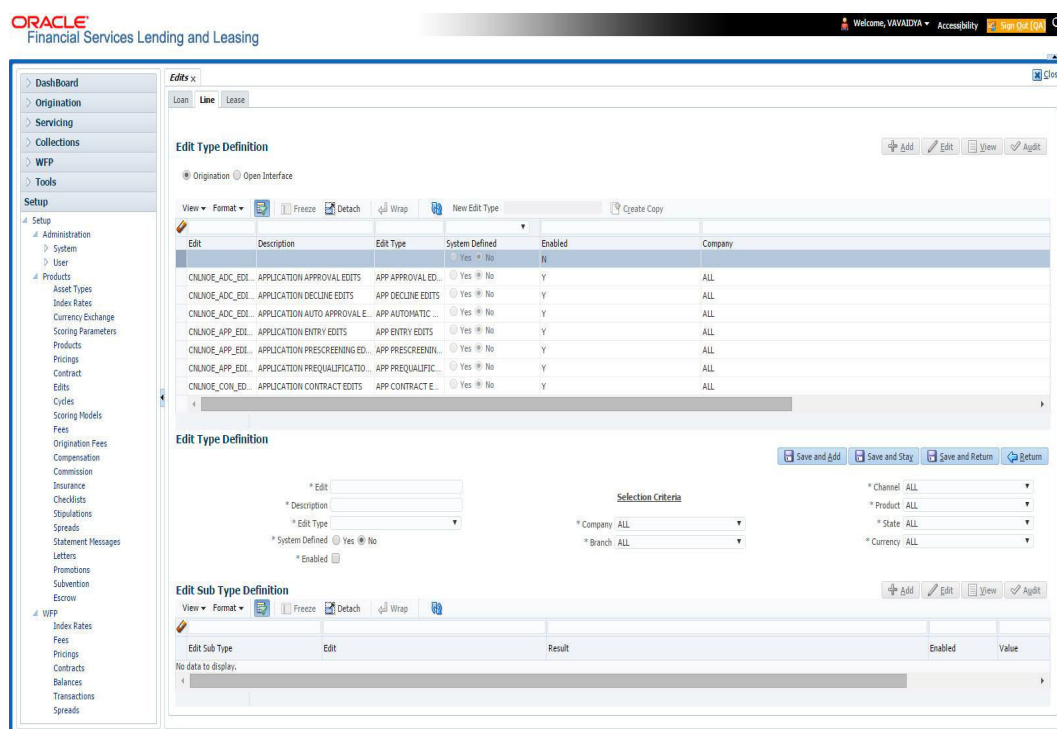 ORACLE
Financial Services Lending and Leasing
Welcome, VAVAIDYA Accessibility Sign Out [QA]
Edits x
Clos
Loan Line Lease
DashBoard
Origination
Servicing
Collections
WFP
Tools
Setup
Setup
Administration
System
User
Products
Asset Types
Index Rates
Currency Exchange
Scoring Parameters
Products
Pricings
Contract
Edits
Cycles
Scoring Models
Fees
Origination Fees
Compensation
Commission
Insurance
Checklists
Stipulations
Spreads
Statement Messages
Letters
Promotions
Subvention
Escrow
WFP
Index Rates
Fees
Pricings
Contracts
Balances
Transactions
Spreads
Edit Type Definition
Add Edit View Audit
Origination Open Interface
View Format Freeze Detach Wrap New Edit Type Create Copy
Edit Description Edit Type System Defined Enabled Company
Yes No N
CNLNOE_ADC_EDI... APPLICATION APPROVAL EDITS APP APPROVAL ED... Yes No Y ALL
CNLNOE_ADC_EDI... APPLICATION DECLINE EDITS APP DECLINE EDITS Yes No Y ALL
CNLNOE_ADC_EDI... APPLICATION AUTO APPROVAL E... APP AUTOMATIC ... Yes No Y ALL
CNLNOE_APP_EDI... APPLICATION ENTRY EDITS APP ENTRY EDITS Yes No Y ALL
CNLNOE_APP_EDI... APPLICATION PRESCREENING ED... APP PRESCREENIN... Yes No Y ALL
CNLNOE_APP_EDI... APPLICATION PREQUALIFICATIO... APP PREQUALIFIC... Yes No Y ALL
CNLNOE_CON_ED... APPLICATION CONTRACT EDITS APP CONTRACT E... Yes No Y ALL
Edit Type Definition
Save and Add Save and Stay Save and Return Return
* Edit
* Description
* Edit Type
* System Defined Yes No
* Enabled
Selection Criteria
* Company ALL
* Branch ALL
* Channel ALL
* Product ALL
* State ALL
* Currency ALL
Edit Sub Type Definition
Add Edit View Audit
View Format Freeze Detach Wrap
Edit Sub Type Edit Result Enabled Value
No data to display.